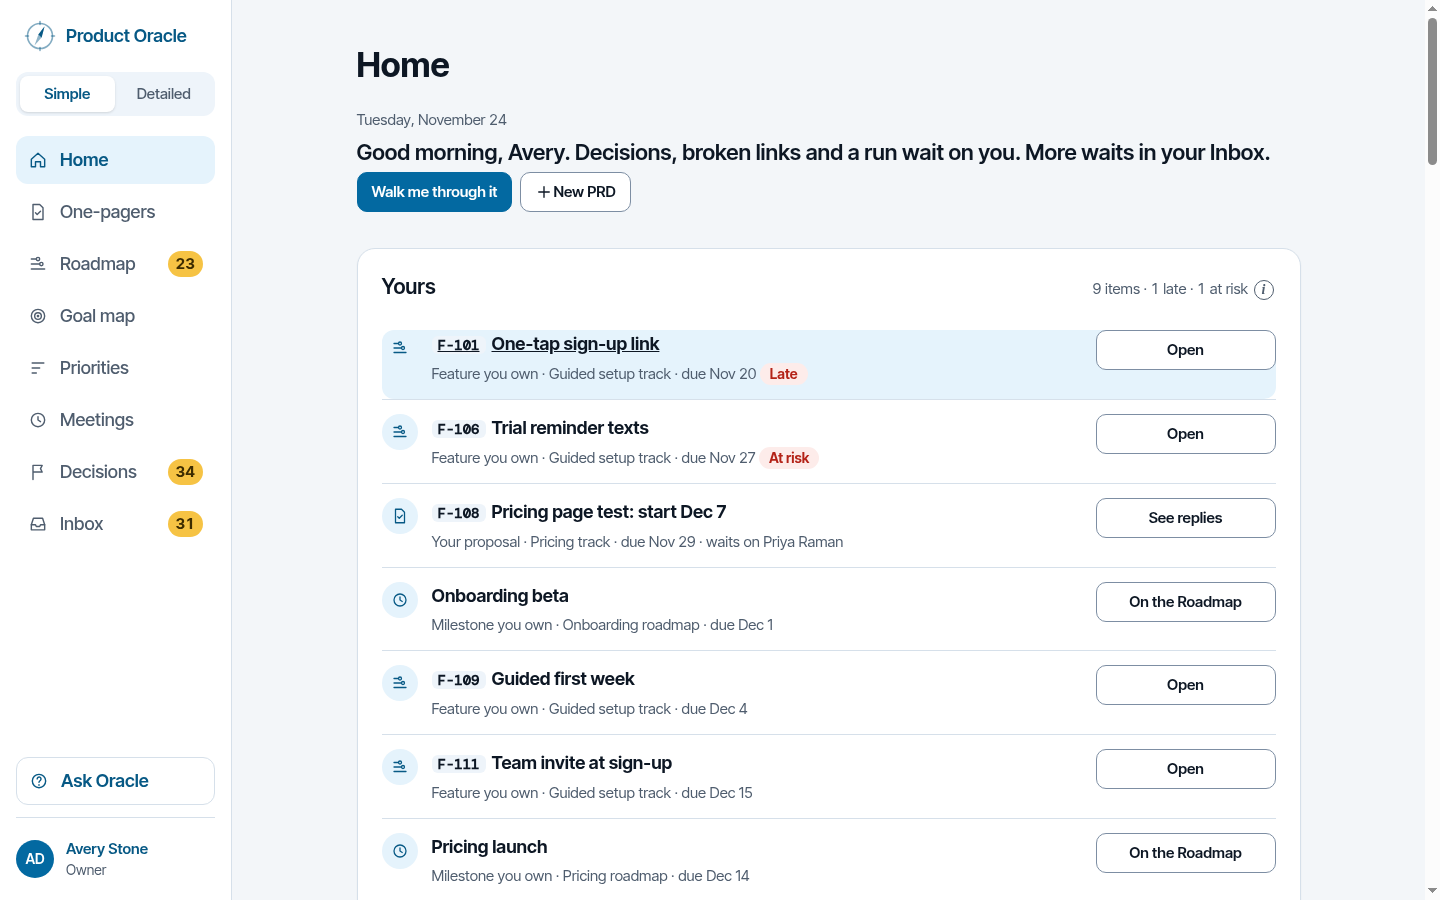 Product Oracle
Simple
Detailed
Home
One-pagers
Roadmap 23
Goal map
Priorities
Meetings
Decisions 34
Inbox 31
Ask Oracle
AD
Avery Stone
Owner
Home
Tuesday, November 24
Good morning, Avery. Decisions, broken links and a run wait on you. More waits in your Inbox.
Walk me through it
New PRD
Yours
9 items · 1 late · 1 at risk i
F-101 One-tap sign-up link
Feature you own · Guided setup track · due Nov 20 Late
Open
F-106 Trial reminder texts
Feature you own · Guided setup track · due Nov 27 At risk
Open
F-108 Pricing page test: start Dec 7
Your proposal · Pricing track · due Nov 29 · waits on Priya Raman
See replies
Onboarding beta
Milestone you own · Onboarding roadmap · due Dec 1
On the Roadmap
F-109 Guided first week
Feature you own · Guided setup track · due Dec 4
Open
F-111 Team invite at sign-up
Feature you own · Guided setup track · due Dec 15
Open
Pricing launch
Milestone you own · Pricing roadmap · due Dec 14
On the Roadmap